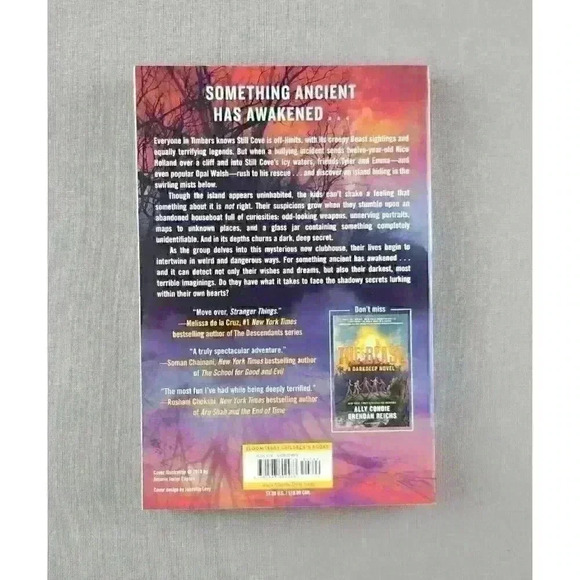 SOMETHING ANCIENT
HAS AWAKENED . . .
Everyone in Timbers knows Still Cove is off-limits, with its creepy Beast sightings and
equally terrifying legends. But when a bullying incident sends twelve-year-old Nico
Holland over a cliff and into Still Cove's icy waters, friends Tyler and Emma—and
even popular Opal Walsh—rush to his rescue . . . and discover an island hiding in the
swirling mists below.
Though the island appears uninhabited, the kids can't shake a feeling that
something about it is not right. Their suspicions grow when they stumble upon an
abandoned houseboat full of curiosities: odd-looking weapons, unnerving portraits,
maps to unknown places, and a glass jar containing something completely
unidentifiable. And in its depths churns a dark, deep secret.
As the group delves into this mysterious new clubhouse, their lives begin to
intertwine in weird and dangerous ways. For something ancient has awakened . . .
and it can detect not only their wishes and dreams, but also their darkest, most
terrible imaginings. Do they have what it takes to face the shadowy secrets lurking
within their own hearts?
"Move over, Stranger Things."
—Melissa de la Cruz, #1 New York Times
bestselling author of The Descendants series
"A truly spectacular adventure."
—Soman Chainani, New York Times bestselling author
of The School for Good and Evil
"The most fun I've had while being deeply terrified."
—Roshani Chokshi, New York Times bestselling author
of Aru Shah and the End of Time
Don't miss
THE BEAST
A DARKDEEP NOVEL
ALLY CONDIE
BRENDAN REICHS
Cover illustration © 2018 by
Cover design by